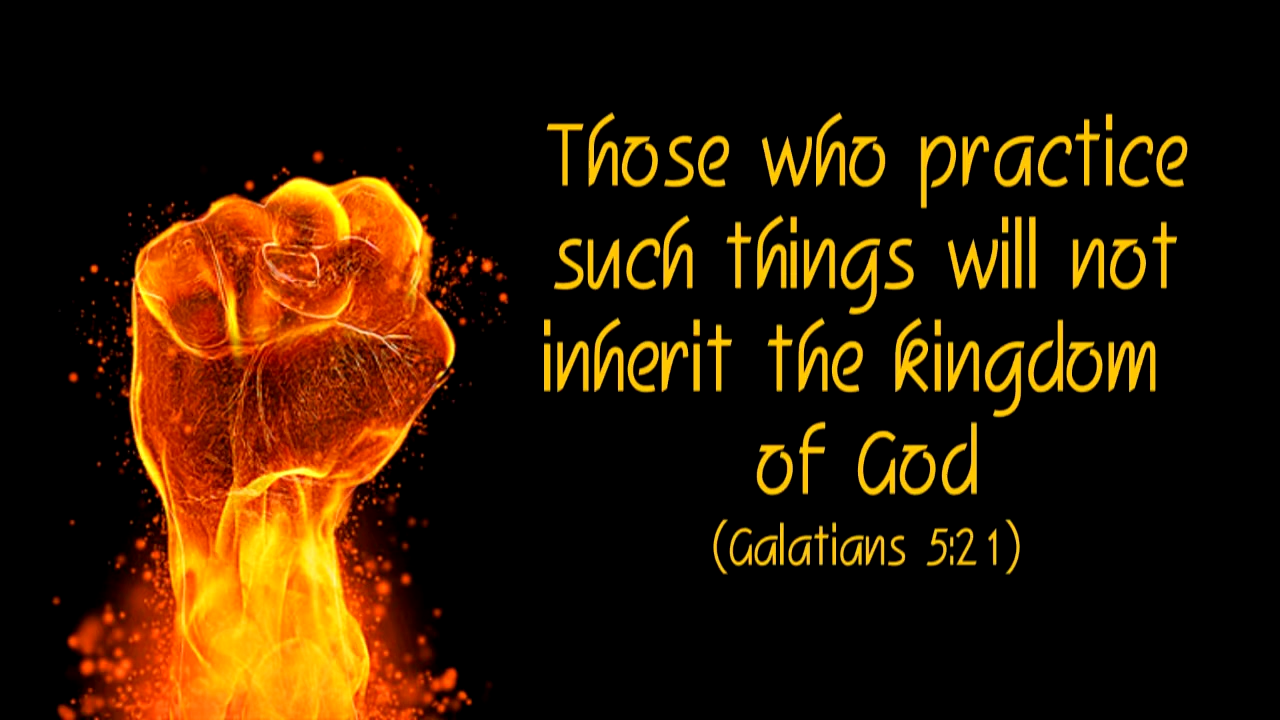 Those who practice
such things will not
inherit the kingdom
of God
(Galatians 5:21)